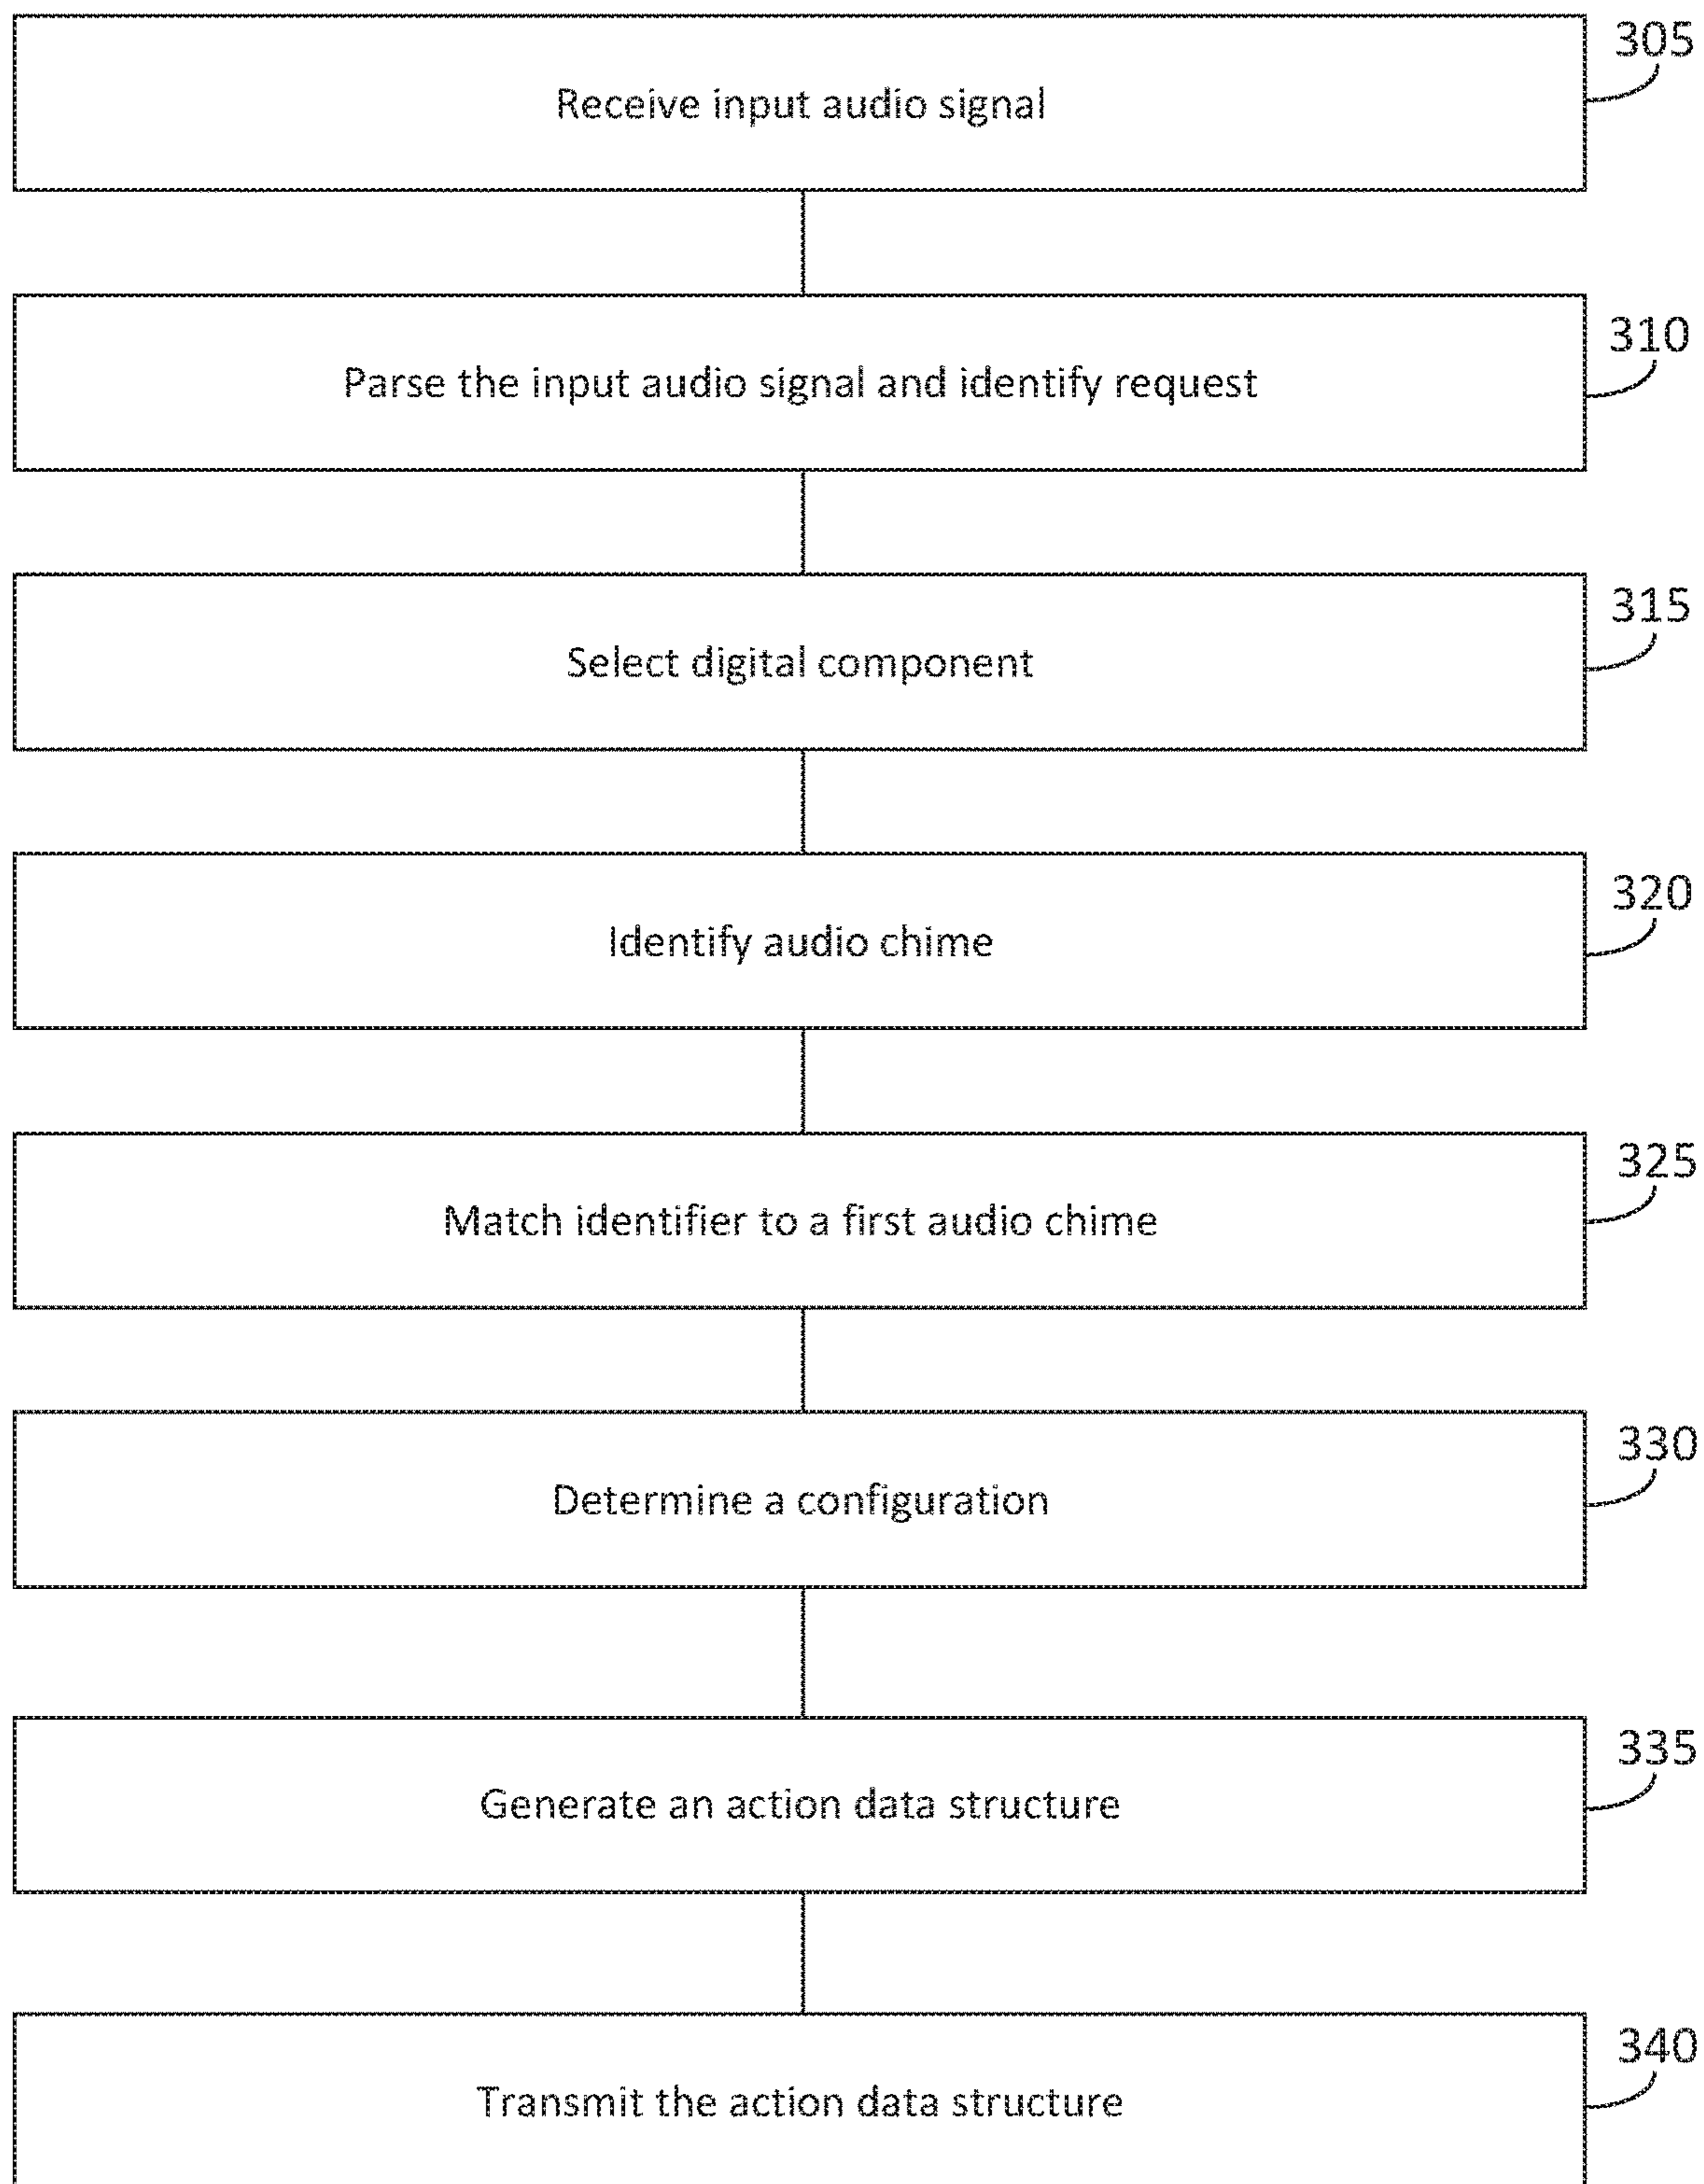 305
Receive input audio signal
310
Parse the input audio signal and identify request
315
Select digital component
320
Identify audio chime
325
Match identifier to a first audio chime
330
Determine a configuration
335
Generate an action data structure
340
Transmit the action data structure